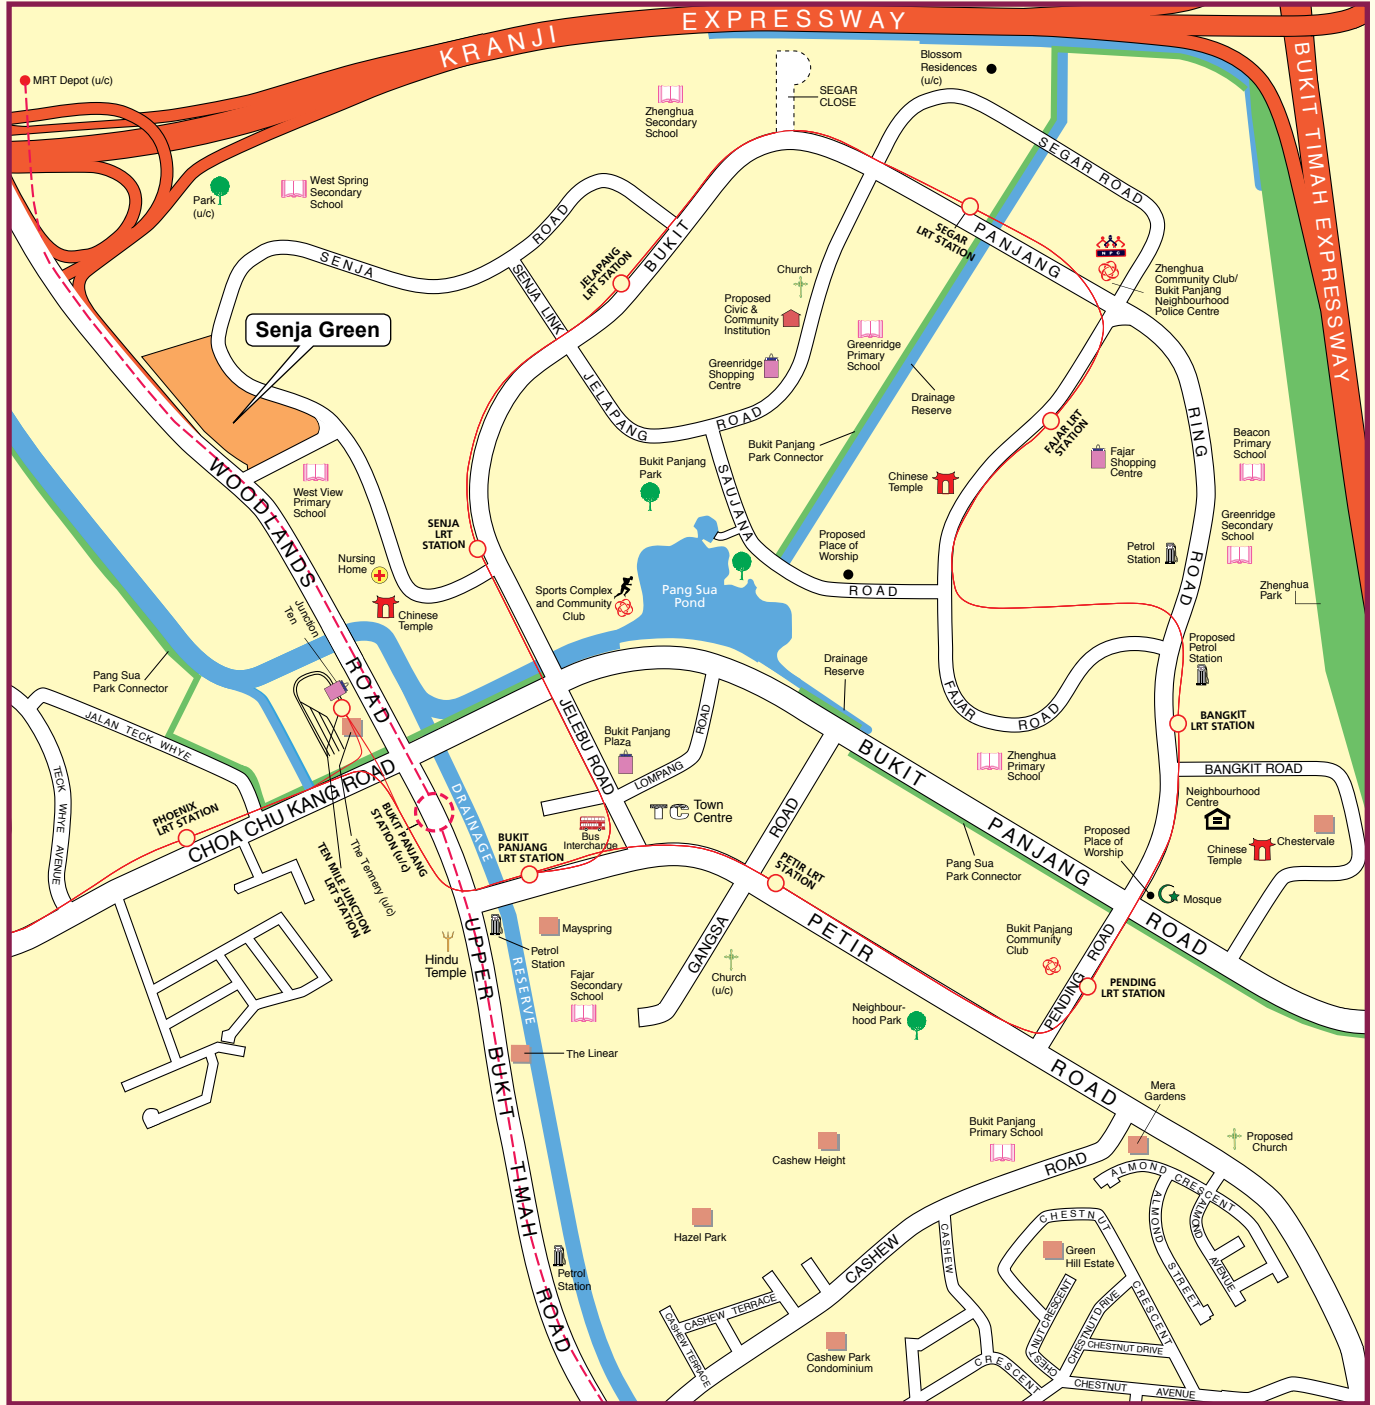 KRANJI EXPRESSWAY
BUKIT TIMAH EXPRESSWAY
MRT Depot (u/c)
Blossom
Residences
(u/c)
SEGAR
CLOSE
Zhenghua
Secondary
School
SEGAR ROAD
West Spring
Secondary
School
Park
(u/c)
SENJA ROAD
SENJA LINK
JELAPANG
LRT STATION
BUKIT PANJANG RING ROAD
SEGAR
LRT STATION
NPC
Zhenghua
Community Club/
Bukit Panjang
Neighbourhood
Police Centre
Church
Proposed
Civic &
Community
Institution
Greenridge
Shopping
Centre
Greenridge
Primary
School
Drainage
Reserve
Senja Green
JELAPANG ROAD
Bukit Panjang
Park Connector
FAJAR LRT
STATION
Fajar
Shopping
Centre
Beacon
Primary
School
Greenridge
Secondary
School
Petrol
Station
Zhenghua
Park
Chinese
Temple
Bukit Panjang
Park
SAUJANA ROAD
Proposed
Place of
Worship
WOODLANDS ROAD
West View
Primary
School
SENJA
LRT
STATION
Nursing
Home
Chinese
Temple
Sports Complex
and Community
Club
Pang Sua
Pond
Junction
Ten
Pang Sua
Park Connector
Drainage
Reserve
FAJAR ROAD
Proposed
Petrol
Station
BANGKIT
LRT STATION
BANGKIT ROAD
JALAN TECK WHYE
TECK WHYE AVENUE
PHOENIX
LRT STATION
CHOA CHU KANG ROAD
JELEBU ROAD
Bukit Panjang
Plaza
LOMPANG ROAD
TC Town
Centre
BUKIT PANJANG ROAD
Zhenghua
Primary
School
Neighbourhood
Centre
Chinese
Temple
Chestervale
Proposed
Place of
Worship
Mosque
Pang Sua
Park Connector
DRAINAGE RESERVE
BUKIT PANJANG
STATION (u/c)
The Tennery (u/c)
TEN MILE JUNCTION
LRT STATION
BUKIT
PANJANG
LRT STATION
Bus
Interchange
PETIR LRT
STATION
PETIR ROAD
GANGSA ROAD
Hindu
Temple
Petrol
Station
Mayspring
Fajar
Secondary
School
Church
(u/c)
Bukit Panjang
Community
Club
PENDING ROAD
PENDING
LRT STATION
Neighbour-
hood Park
UPPER BUKIT TIMAH ROAD
The Linear
Mera
Gardens
Bukit Panjang
Primary School
Proposed
Church
Cashew Height
CASHEW ROAD
ALMOND CRESCENT
ALMOND STREET
ALMOND AVENUE
Hazel Park
CASHEW CRESCENT
CHESTNUT CRESCENT
Green
Hill Estate
CHESTNUT CRESCENT
CHESTNUT DRIVE
CHESTNUT DRIVE
CHESTNUT AVENUE
Petrol
Station
CASHEW TERRACE
CASHEW TERRACE
Cashew Park
Condominium